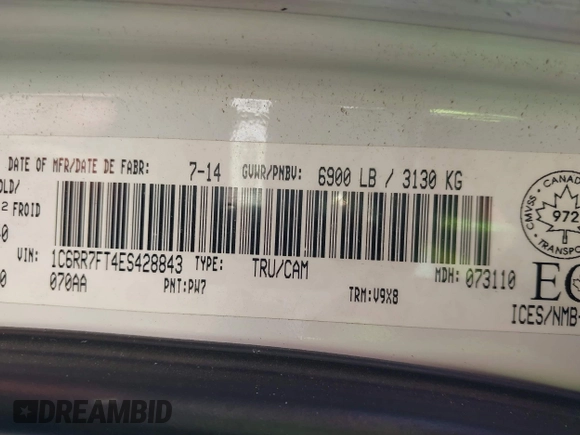 DATE OF MFR/DATE DE FABR: 7-14 GVWR/PNBV: 6900 LB / 3130 KG
OLD/
2 FROID
VIN: 1C6RR7FT4ES428843 TYPE: TRU/CAM MDH: 073110
070AA PNT: PW7 TRM: V9X8
CANADA
CMVSS
972
TRANSPO
ICES/NMB-
DREAMBID